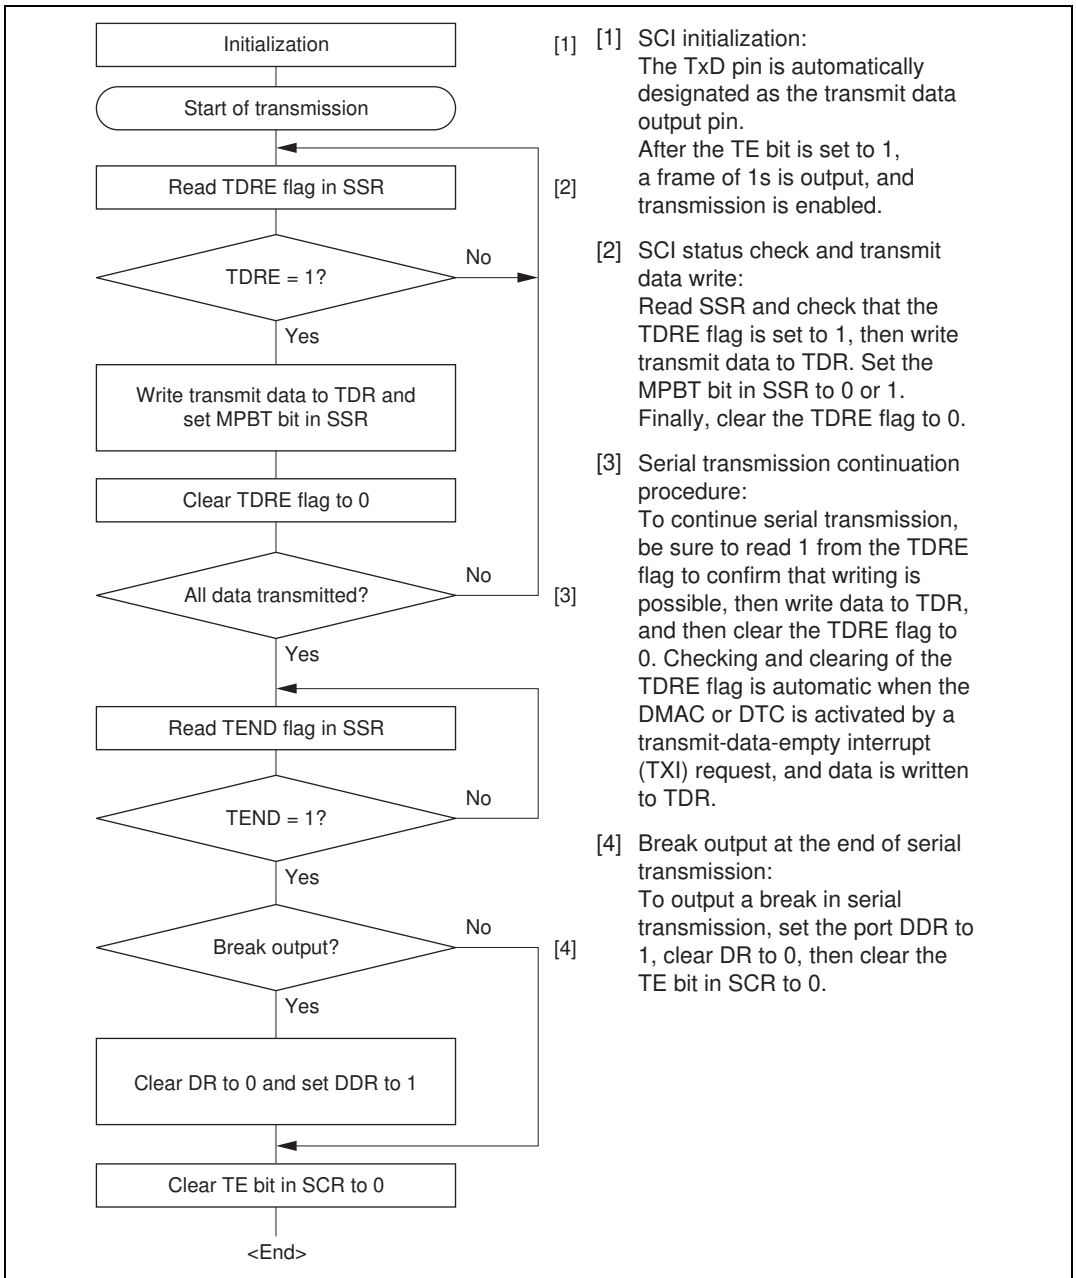 Initialization
[1]
Start of transmission
Read TDRE flag in SSR
[2]
TDRE = 1?
No
Yes
Write transmit data to TDR and
set MPBT bit in SSR
Clear TDRE flag to 0
All data transmitted?
No
[3]
Yes
Read TEND flag in SSR
TEND = 1?
No
Yes
Break output?
No
[4]
Yes
Clear DR to 0 and set DDR to 1
Clear TE bit in SCR to 0
<End>
[1] SCI initialization:
The TxD pin is automatically
designated as the transmit data
output pin.
After the TE bit is set to 1,
a frame of 1s is output, and
transmission is enabled.
[2] SCI status check and transmit
data write:
Read SSR and check that the
TDRE flag is set to 1, then write
transmit data to TDR. Set the
MPBT bit in SSR to 0 or 1.
Finally, clear the TDRE flag to 0.
[3] Serial transmission continuation
procedure:
To continue serial transmission,
be sure to read 1 from the TDRE
flag to confirm that writing is
possible, then write data to TDR,
and then clear the TDRE flag to
0. Checking and clearing of the
TDRE flag is automatic when the
DMAC or DTC is activated by a
transmit-data-empty interrupt
(TXI) request, and data is written
to TDR.
[4] Break output at the end of serial
transmission:
To output a break in serial
transmission, set the port DDR to
1, clear DR to 0, then clear the
TE bit in SCR to 0.